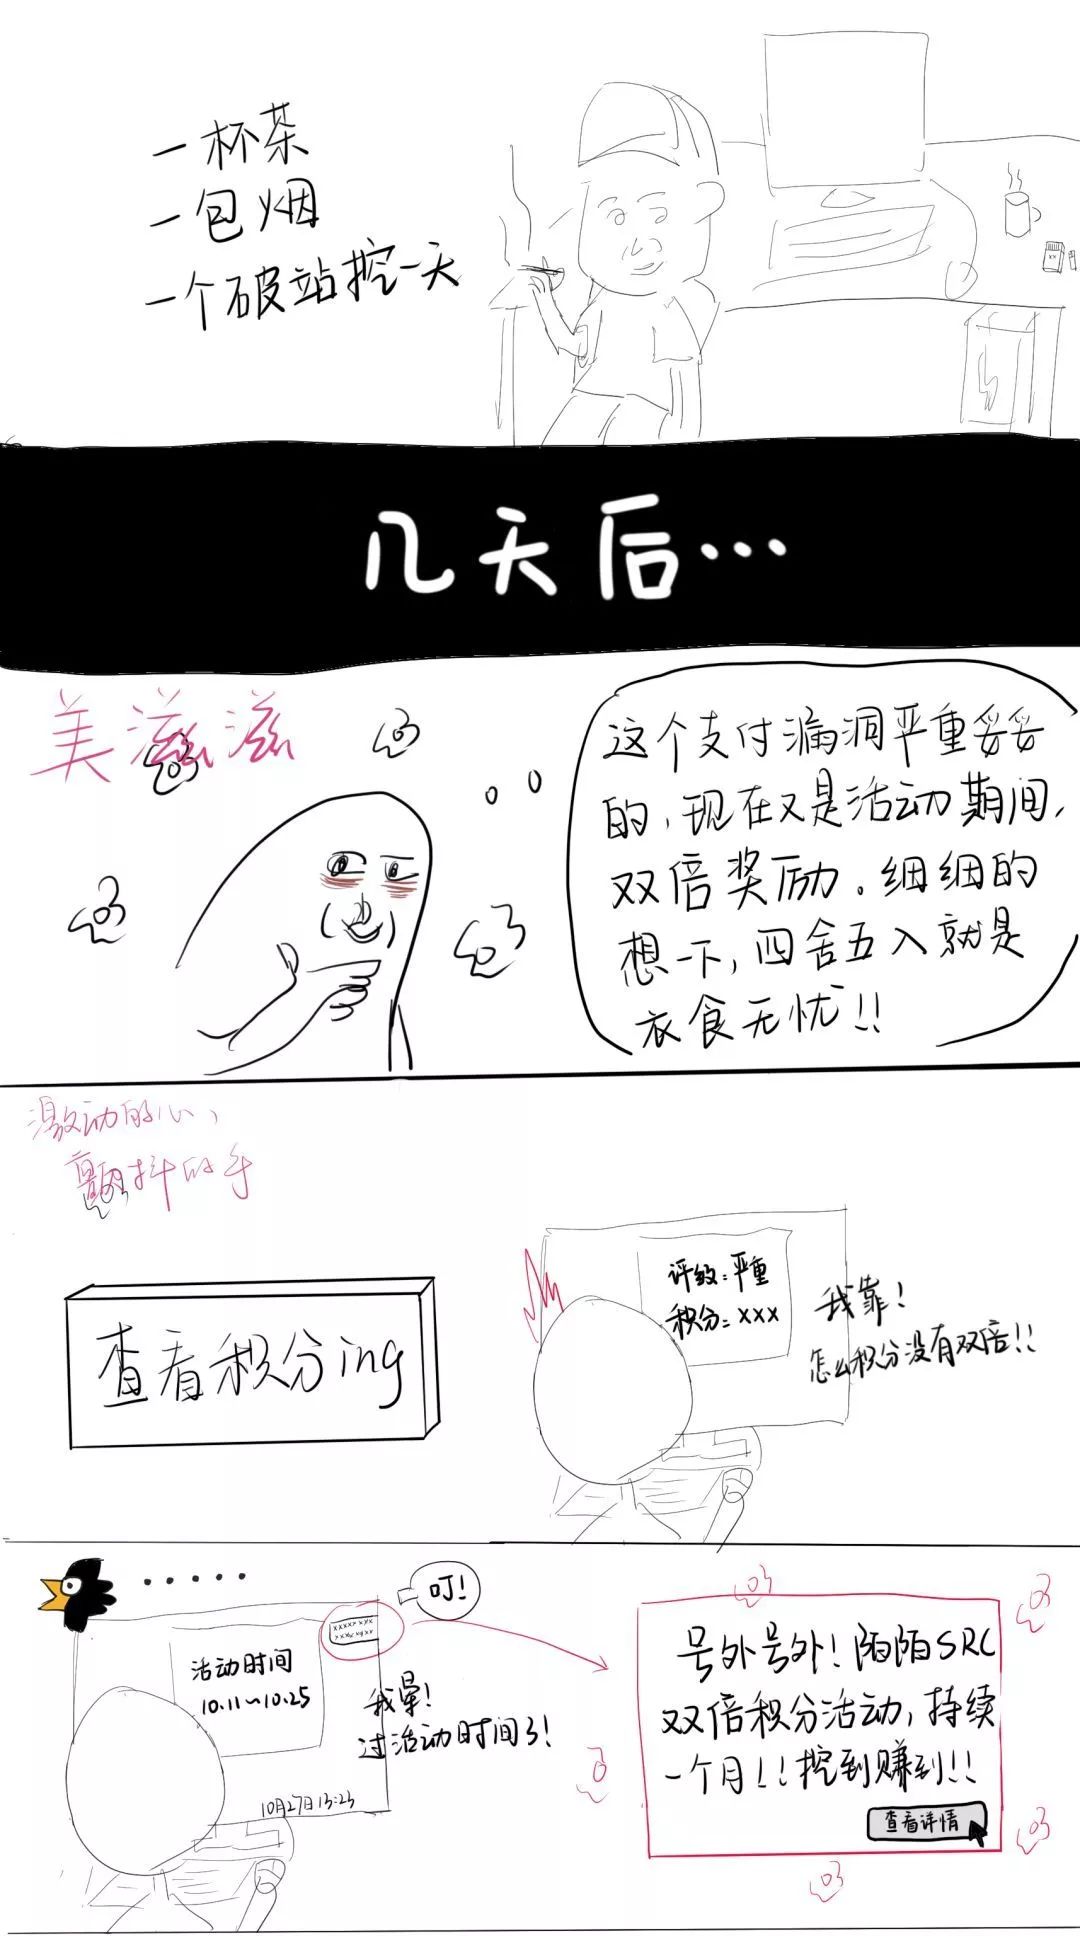 一杯茶
一包烟
一个破站挖一天
几天后…
美滋滋
这个支付漏洞严重妥妥
的，现在又是活动期间，
双倍奖励。细细的
想一下，四舍五入就是
衣食无忧!!
激动的心，
颤抖的手
查看积分ing
评级：严重
积分：xxx
我靠！
怎么积分没有双倍!!
叮!
活动时间
10.11~10.25
我晕！
过活动时间了！
10月27日 13:23
号外号外！陌陌SRC
双倍积分活动，持续
一个月!!挖到赚到!!
查看详情